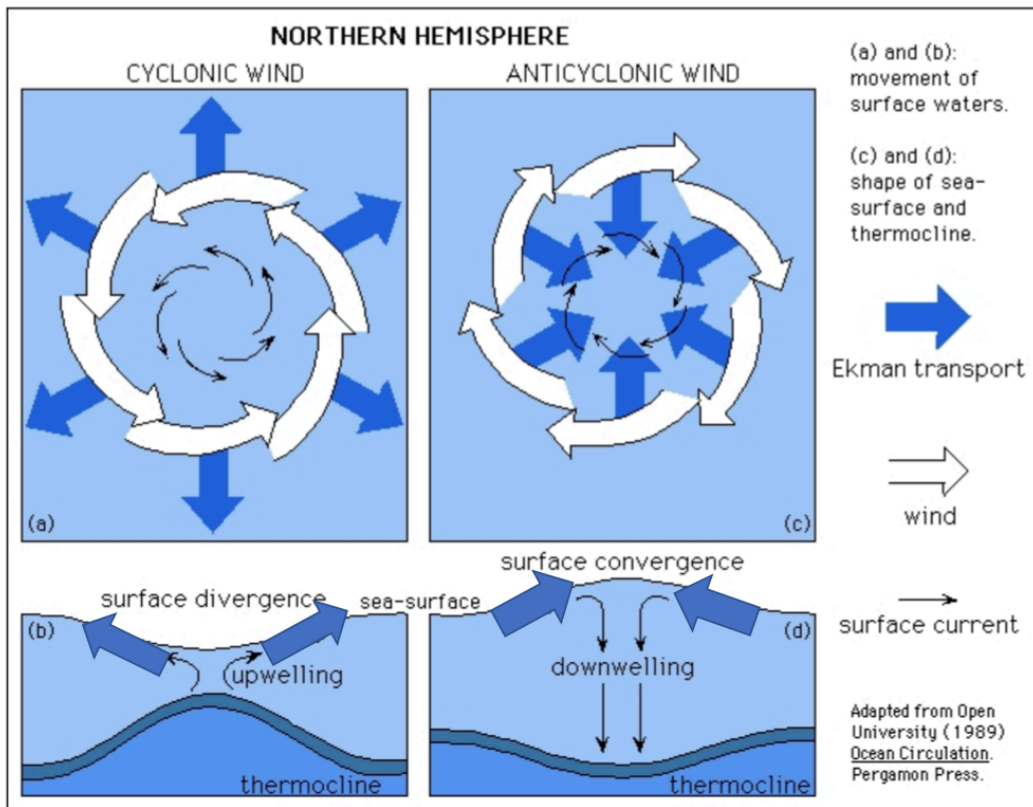 NORTHERN HEMISPHERE
CYCLONIC WIND
ANTICYCLONIC WIND
(a)
(c)
surface divergence
sea-surface
(b)
upwelling
thermocline
surface convergence
(d)
downwelling
thermocline
(a) and (b):
movement of
surface waters.
(c) and (d):
shape of sea-
surface and
thermocline.
Ekman transport
wind
surface current
Adapted from Open
University (1989)
Ocean Circulation.
Pergamon Press.